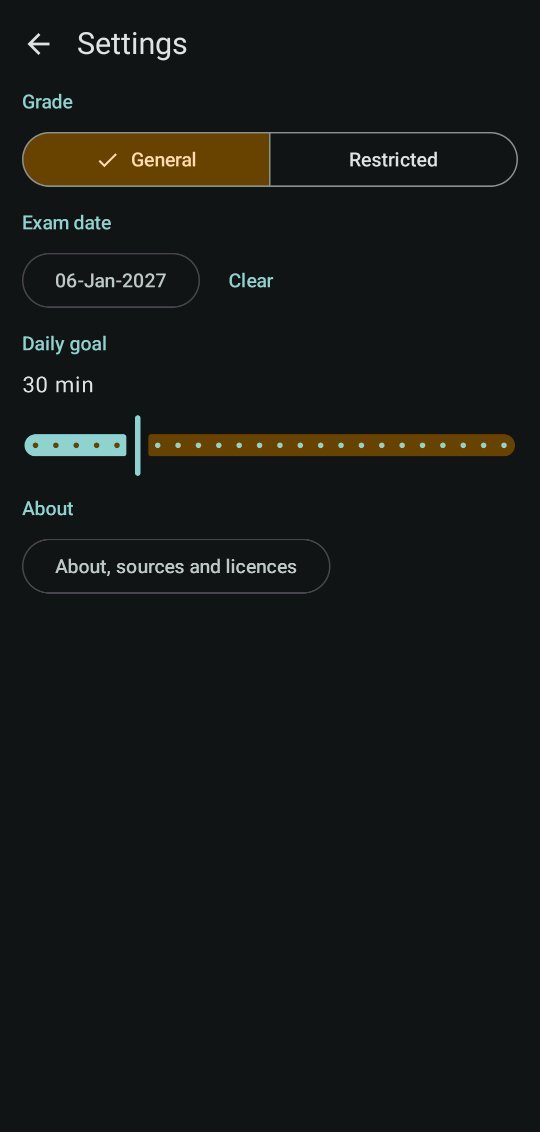 Settings
Grade
General
Restricted
Exam date
06-Jan-2027
Clear
Daily goal
30 min
About
About, sources and licences